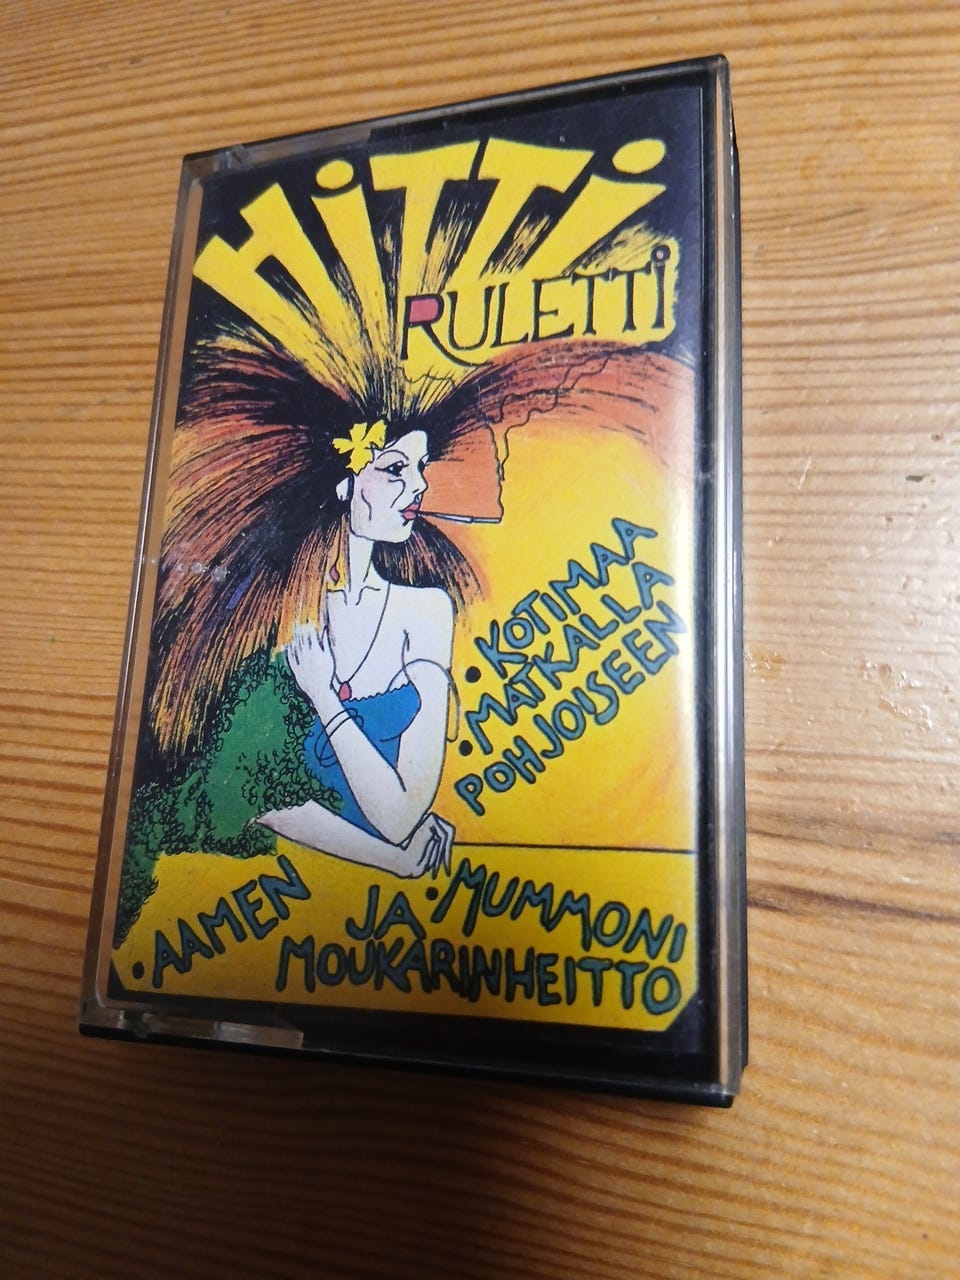 HiTTi
RULETTi
• KOTIMAA
• MATKALLA
POHJOISEEN
• AAMEN
JA • MUMMONI
MOUKARINHEITTO